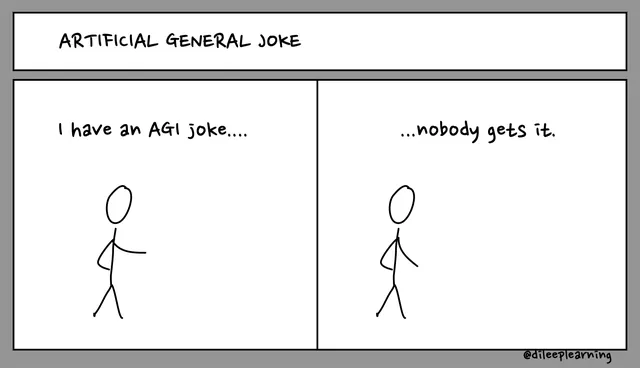 ARTIFICIAL GENERAL JOKE
I have an AGI joke....
...nobody gets it.
@dileeplearning